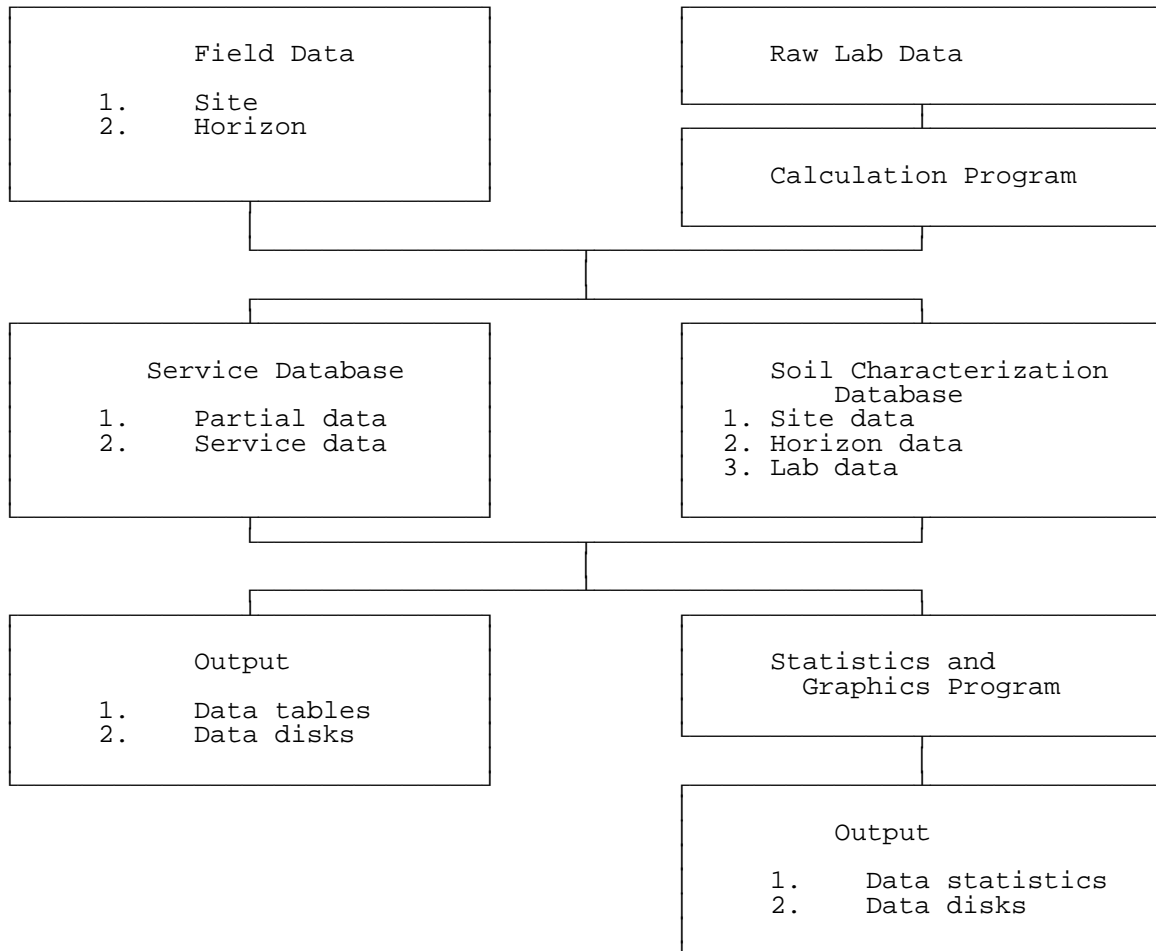 Field Data
1. Site
2. Horizon
Raw Lab Data
Calculation Program
Service Database
1. Partial data
2. Service data
Soil Characterization
Database
1. Site data
2. Horizon data
3. Lab data
Output
1. Data tables
2. Data disks
Statistics and
Graphics Program
Output
1. Data statistics
2. Data disks